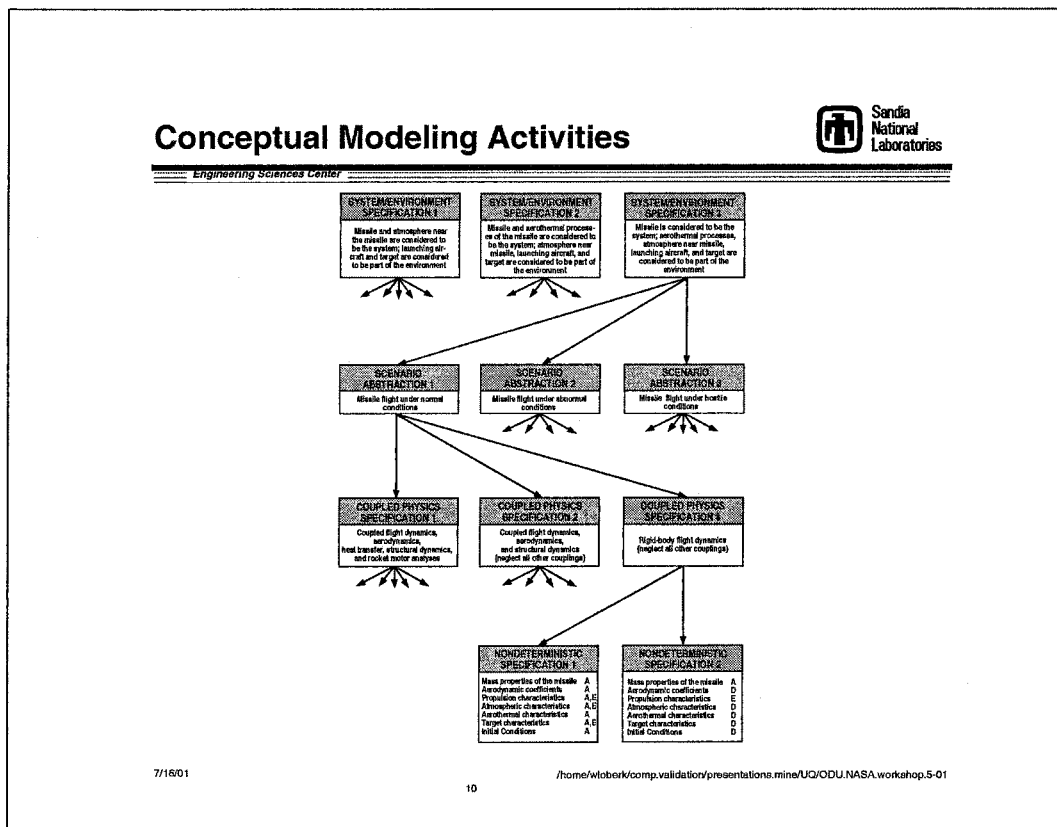 Conceptual Modeling Activities
Sandia
National
Laboratories
Engineering Sciences Center
SYSTEM/ENVIRONMENT
SPECIFICATION 1
Missile and atmosphere near
the missile are considered to
be the system; launching air-
craft and target are considered
to be part of the environment
SYSTEM/ENVIRONMENT
SPECIFICATION 2
Missile and aerothermal process-
es of the missile are considered to
be the system; atmosphere near
missile, launching aircraft, and
target are considered to be part of
the environment
SYSTEM/ENVIRONMENT
SPECIFICATION 3
Missile is considered to be the
system; aerothermal processes,
atmosphere near missile,
launching aircraft, and target are
considered to be part of the
environment
SCENARIO
ABSTRACTION 1
Missile flight under normal
conditions
SCENARIO
ABSTRACTION 2
Missile flight under abnormal
conditions
SCENARIO
ABSTRACTION 3
Missile flight under hostile
conditions
COUPLED PHYSICS
SPECIFICATION 1
Coupled flight dynamics,
aerodynamics,
heat transfer, structural dynamics,
and rocket motor analyses
COUPLED PHYSICS
SPECIFICATION 2
Coupled flight dynamics,
aerodynamics,
and structural dynamics
(neglect all other couplings)
COUPLED PHYSICS
SPECIFICATION 3
Rigid-body flight dynamics
(neglect all other couplings)
NONDETERMINISTIC
SPECIFICATION 1
Mass properties of the missile A
Aerodynamic coefficients A
Propulsion characteristics A,E
Atmospheric characteristics A,E
Aerothermal characteristics A
Target characteristics A,E
Initial Conditions A
NONDETERMINISTIC
SPECIFICATION 2
Mass properties of the missile A
Aerodynamic coefficients D
Propulsion characteristics E
Atmospheric characteristics D
Aerothermal characteristics D
Target characteristics D
Initial Conditions D
7/16/01
/home/wloberk/comp.validation/presentations.mine/UQ/ODU.NASA.workshop.5-01
10